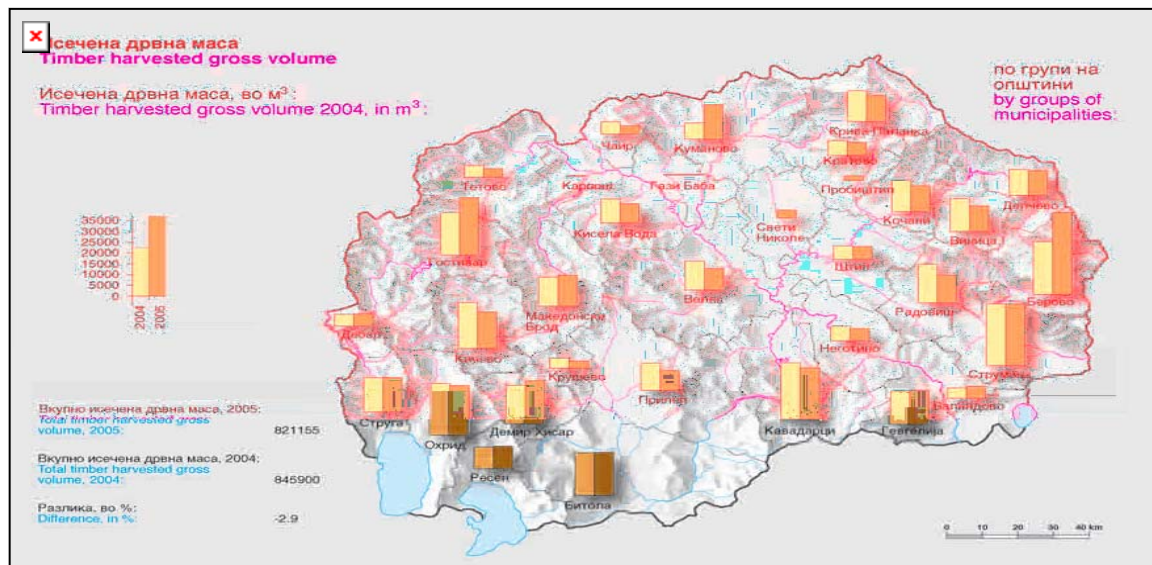 Исечена дрвна маса
Timber harvested gross volume
Исечена дрвна маса, во м³:
Timber harvested gross volume 2004, in m³:
по групи на
општини
by groups of
municipalities:
Крива Паланка
Чаир
Куманово
Кратово
Тетово
Карпош
Гази Баба
Пробиштип
Делчево
Кочани
35000
30000
25000
20000
15000
10000
5000
0
2004
2005
Кисела Вода
Свети
Николе
Виница
Гостивар
Штип
Велес
Берово
Македонски
Брод
Радовиш
Дебар
Кичево
Неготино
Крушево
Струмица
Прилеп
Валандово
Струга
Охрид
Демир Хисар
Кавадарци
Гевгелија
Ресен
Битола
Вкупно исечена дрвна маса, 2005:
Total timber harvested gross
volume, 2005: 821155
Вкупно исечена дрвна маса, 2004:
Total timber harvested gross
volume, 2004: 845900
Разлика, во %:
Difference, in %: -2.9
0 10 20 30 40 km